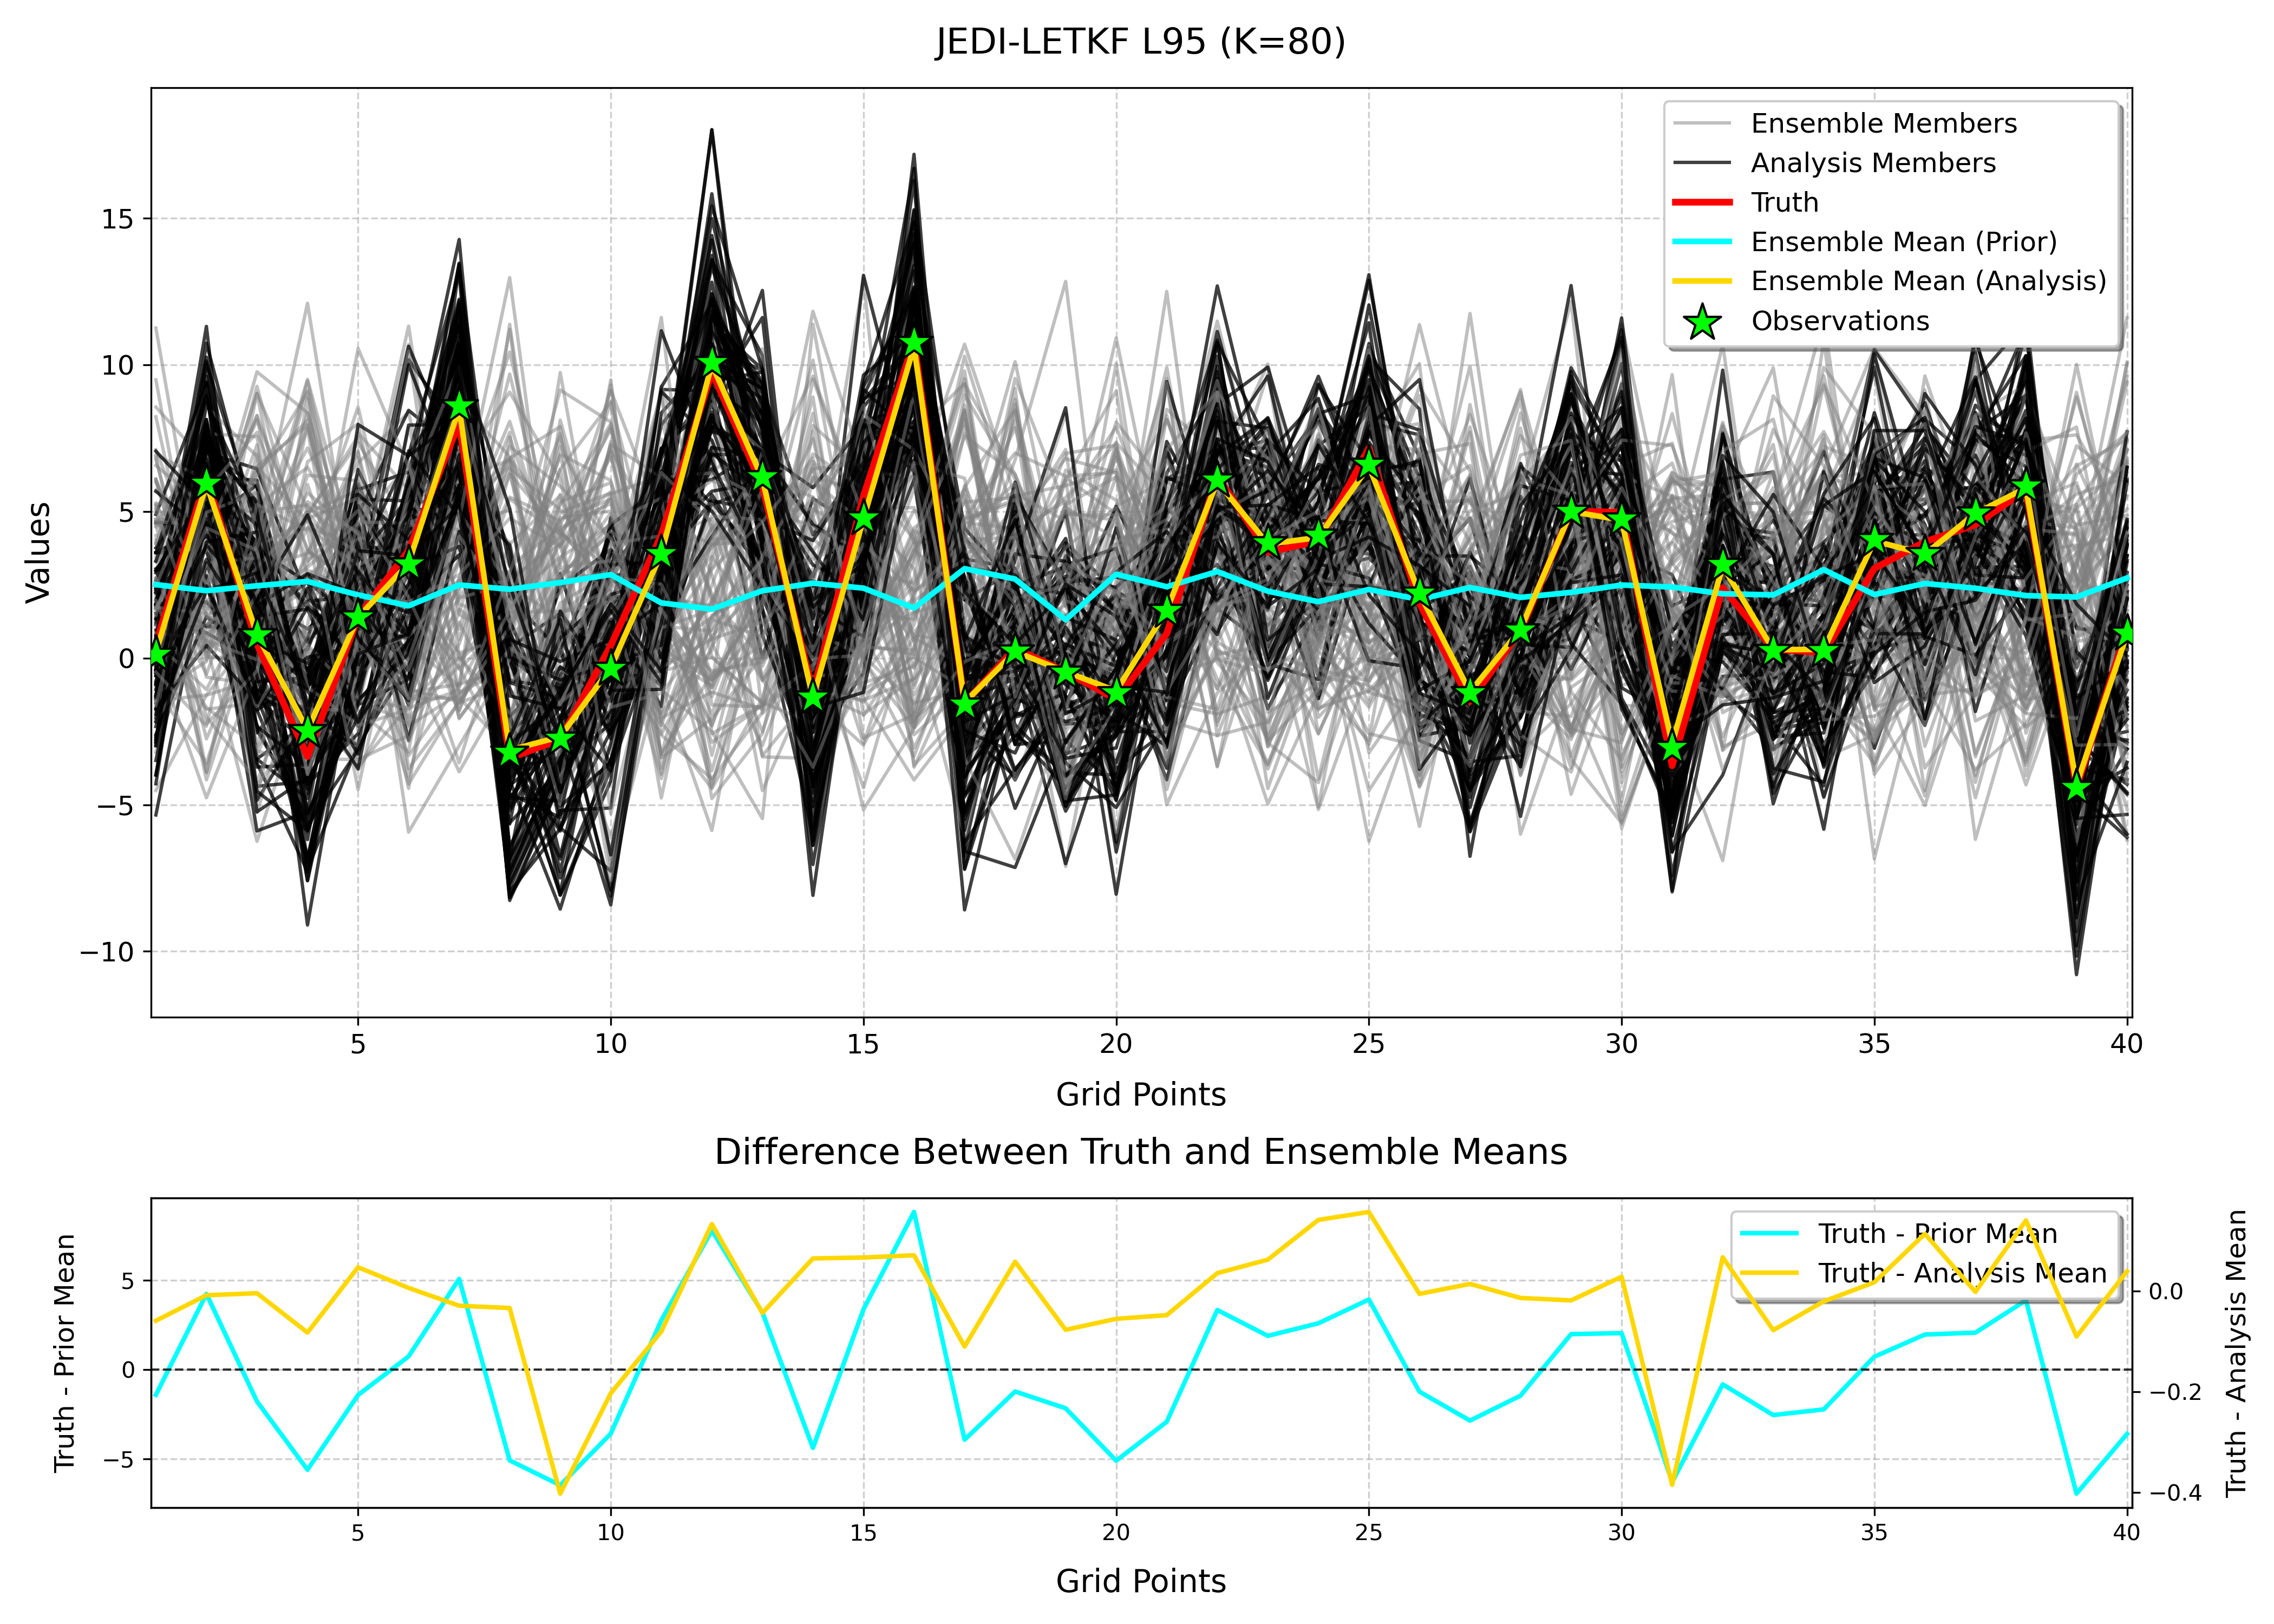 JEDI-LETKF L95 (K=80)
Ensemble Members
Analysis Members
Truth
Ensemble Mean (Prior)
Ensemble Mean (Analysis)
Observations
Values
15
10
5
0
−5
−10
5 10 15 20 25 30 35 40
Grid Points
Difference Between Truth and Ensemble Means
Truth - Prior Mean
Truth - Analysis Mean
Truth - Prior Mean
5
0
−5
0.0
−0.2
−0.4
Truth - Analysis Mean
5 10 15 20 25 30 35 40
Grid Points